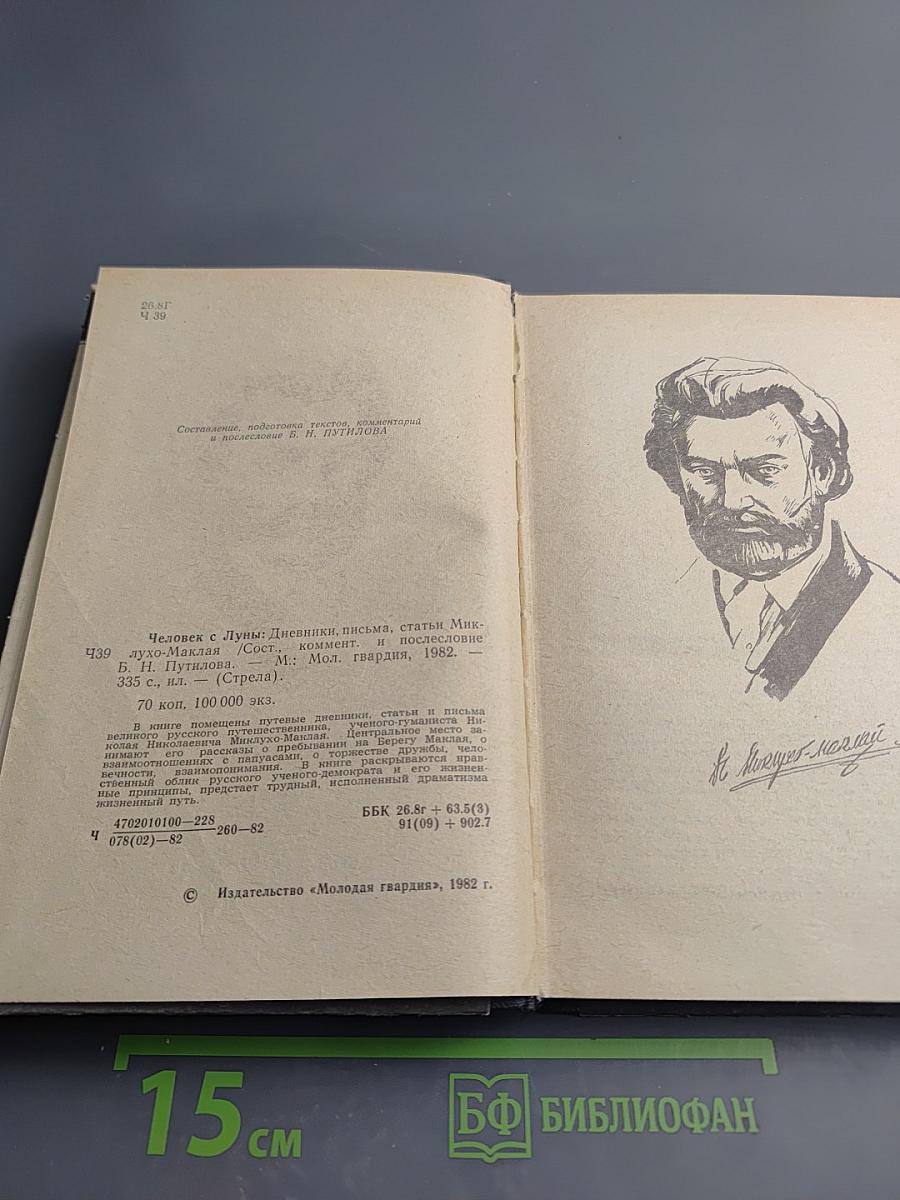 26.8Г
Ч 39
Составление, подготовка текстов, комментарий
и послесловие Б. Н. ПУТИЛОВА
Человек с Луны: Дневники, письма, статьи Мик-
Ч39 лухо-Маклая /Сост., коммент. и послесловие
Б. Н. Путилова. — М.: Мол. гвардия, 1982. —
335 с., ил. — (Стрела).
70 коп. 100 000 экз.
В книге помещены путевые дневники, статьи и письма
великого русского путешественника, ученого-гуманиста Ни-
колая Николаевича Миклухо-Маклая. Центральное место за-
нимают его рассказы о пребывании на Берегу Маклая, о
взаимоотношениях с папуасами, о торжестве дружбы, чело-
вечности, взаимопонимания. В книге раскрываются нрав-
ственный облик русского ученого-демократа и его жизнен-
ные принципы, предстает трудный, исполненный драматизма
жизненный путь.
Ч 4702010100—228
078(02)—82 260—82
ББК 26.8г + 63.5(3)
91(09) + 902.7
© Издательство «Молодая гвардия», 1982 г.
Н Миклухо-Маклай
15 см
БФ БИБЛИОФАН